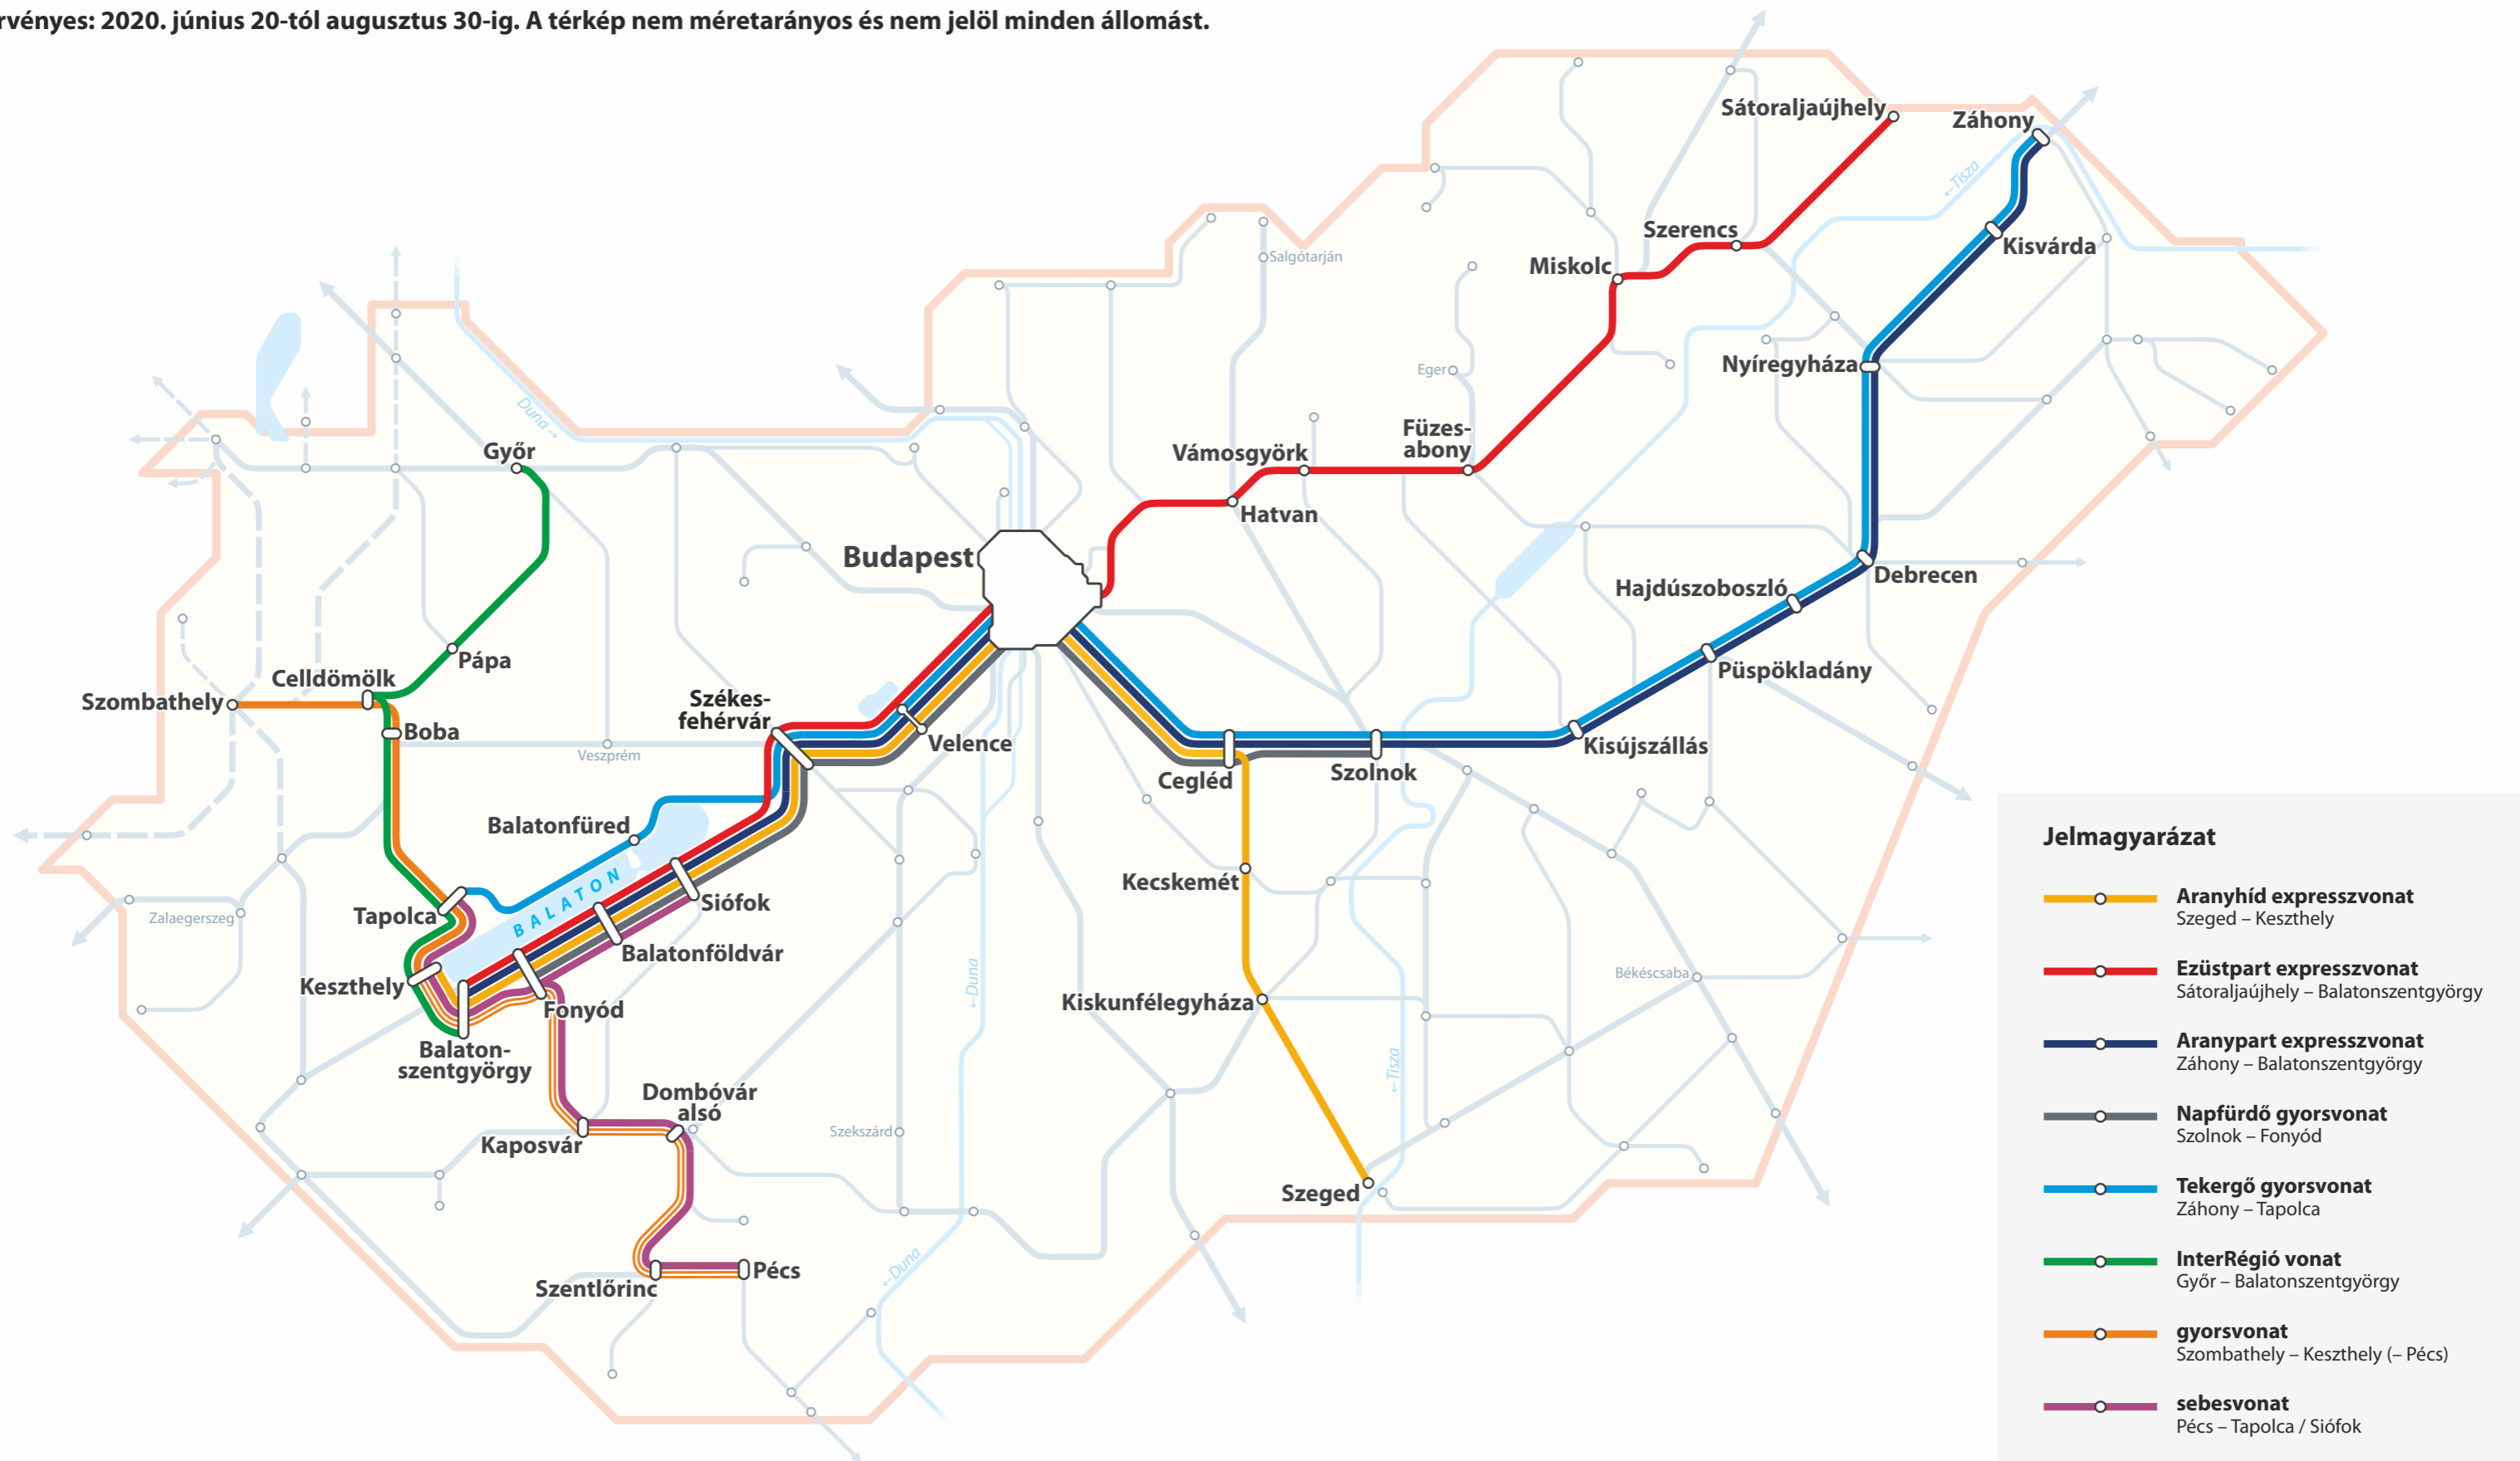 rvényes: 2020. június 20-tól augusztus 30-ig. A térkép nem méretarányos és nem jelöl minden állomást.
Sátoraljaújhely
Záhony
←Tisza
Szerencs
Kisvárda
Miskolc
Salgótarján
Nyíregyháza
Eger
Duna→
Győr
Vámosgyörk
Füzes-
abony
Hatvan
Budapest
Debrecen
Hajdúszoboszló
Pápa
Püspökladány
Celldömölk
Szombathely
Boba
Székes-
fehérvár
Veszprém
Velence
Kisújszállás
Cegléd
Szolnok
Balatonfüred
BALATON
Siófok
Kecskemét
Tapolca
Zalaegerszeg
Balatonföldvár
Keszthely
Fonyód
←Duna
Kiskunfélegyháza
Békéscsaba
Balaton-
szentgyörgy
←Tisza
Dombóvár
alsó
Kaposvár
Szekszárd
Szeged
←Duna
Pécs
Szentlőrinc
Jelmagyarázat
Aranyhíd expresszvonat
Szeged – Keszthely
Ezüstpart expresszvonat
Sátoraljaújhely – Balatonszentgyörgy
Aranypart expresszvonat
Záhony – Balatonszentgyörgy
Napfürdő gyorsvonat
Szolnok – Fonyód
Tekergő gyorsvonat
Záhony – Tapolca
InterRégió vonat
Győr – Balatonszentgyörgy
gyorsvonat
Szombathely – Keszthely (– Pécs)
sebesvonat
Pécs – Tapolca / Siófok